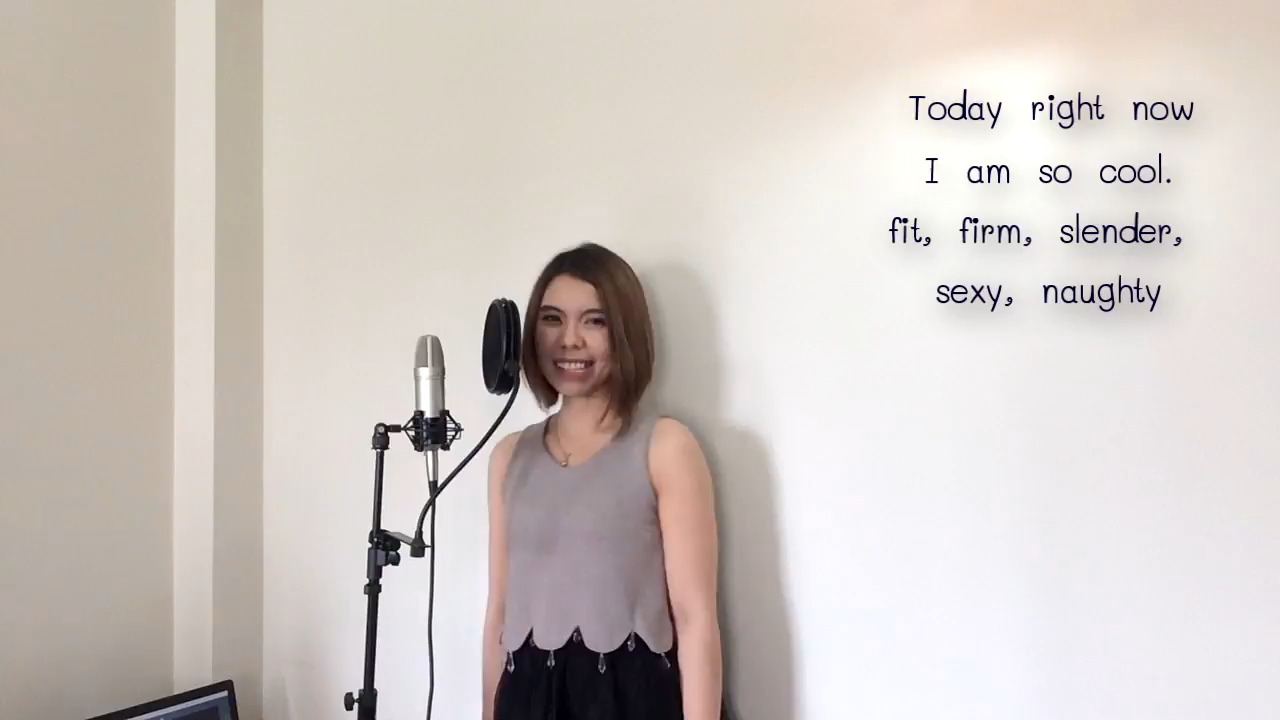 Today right now
I am so cool.
fit, firm, slender,
sexy, naughty